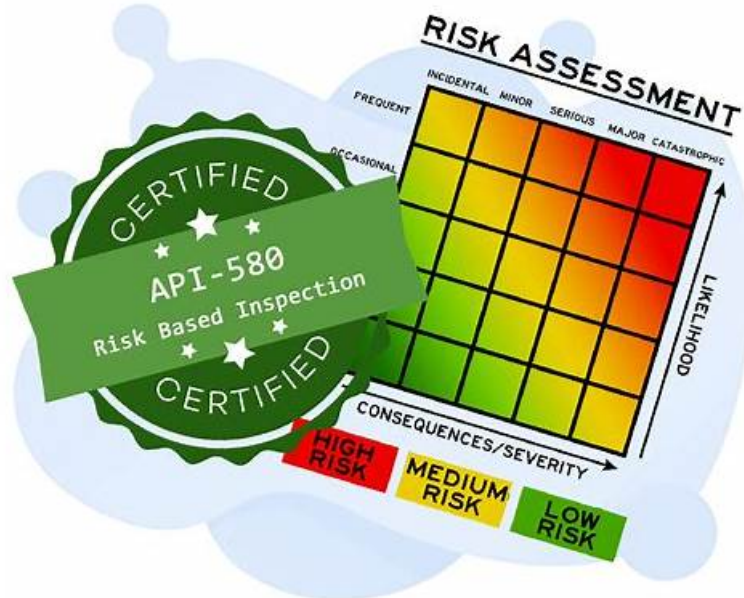 RISK ASSESSMENT
INCIDENTAL MINOR SERIOUS MAJOR CATASTROPHIC
FREQUENT
OCCASIONAL
LIKELIHOOD
CONSEQUENCES/SEVERITY
HIGH
RISK
MEDIUM
RISK
LOW
RISK
CERTIFIED
API-580
Risk Based Inspection
CERTIFIED